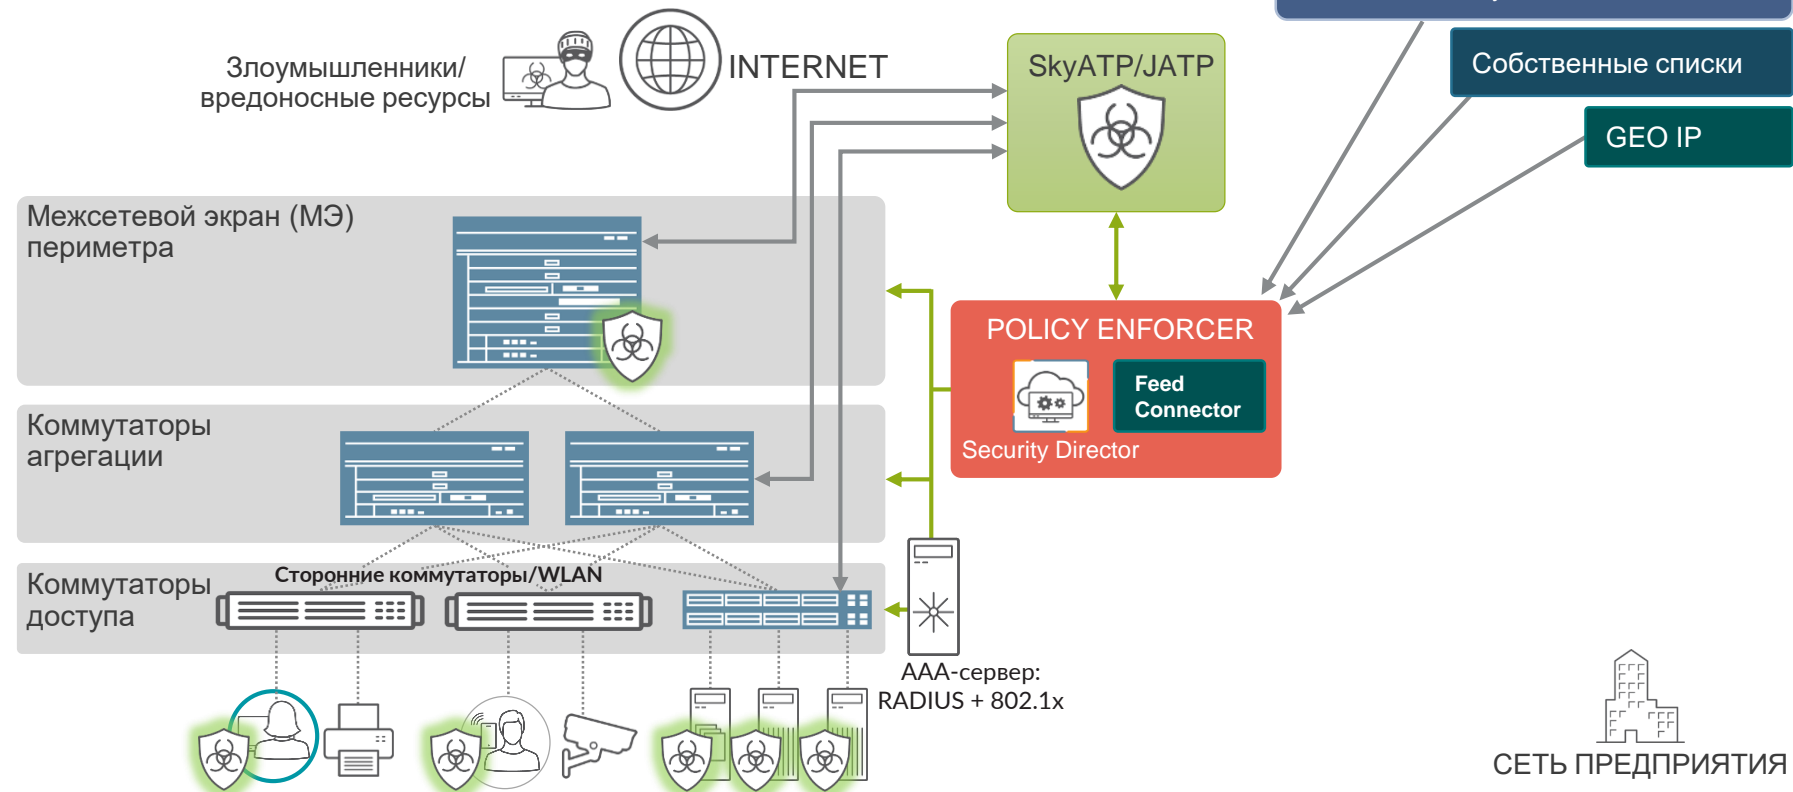 Злоумышленники/
вредоносные ресурсы
INTERNET
SkyATP/JATP
Собственные списки
GEO IP
Межсетевой экран (МЭ)
периметра
POLICY ENFORCER
Feed
Connector
Security Director
Коммутаторы
агрегации
Сторонние коммутаторы/WLAN
Коммутаторы
доступа
AAA-сервер:
RADIUS + 802.1x
СЕТЬ ПРЕДПРИЯТИЯ